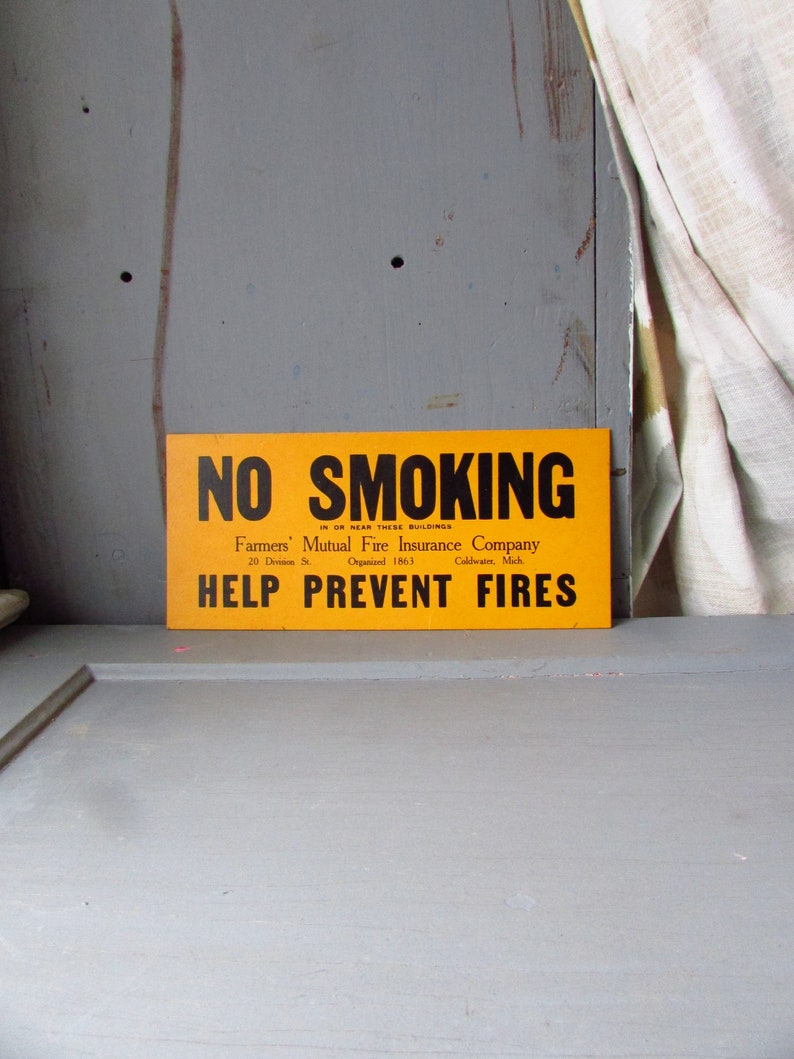 NO SMOKING
IN OR NEAR THESE BUILDINGS
Farmers' Mutual Fire Insurance Company
20 Division St. Organized 1863 Coldwater, Mich.
HELP PREVENT FIRES